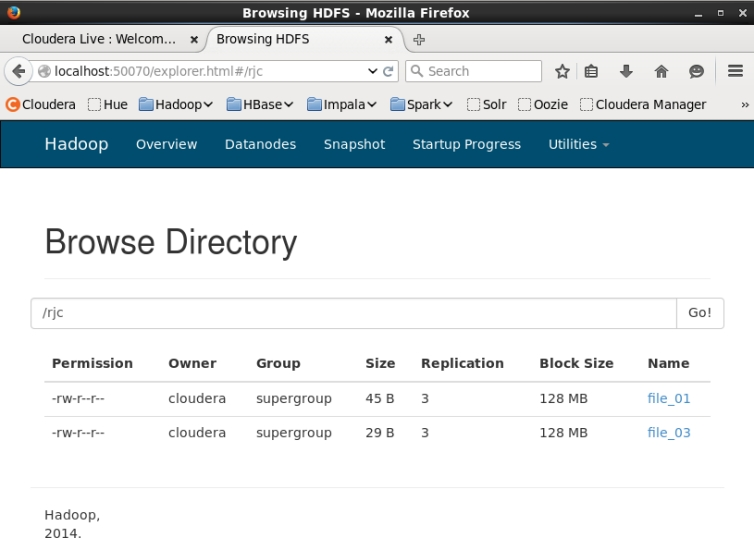 Browsing HDFS - Mozilla Firefox
Cloudera Live : Welcom... Browsing HDFS
localhost:50070/explorer.html#/rjc Search
Cloudera Hue Hadoop HBase Impala Spark Solr Oozie Cloudera Manager »
Hadoop Overview Datanodes Snapshot Startup Progress Utilities
Browse Directory
/rjc Go!
Permission Owner Group Size Replication Block Size Name
-rw-r--r-- cloudera supergroup 45 B 3 128 MB file_01
-rw-r--r-- cloudera supergroup 29 B 3 128 MB file_03
Hadoop,
2014.